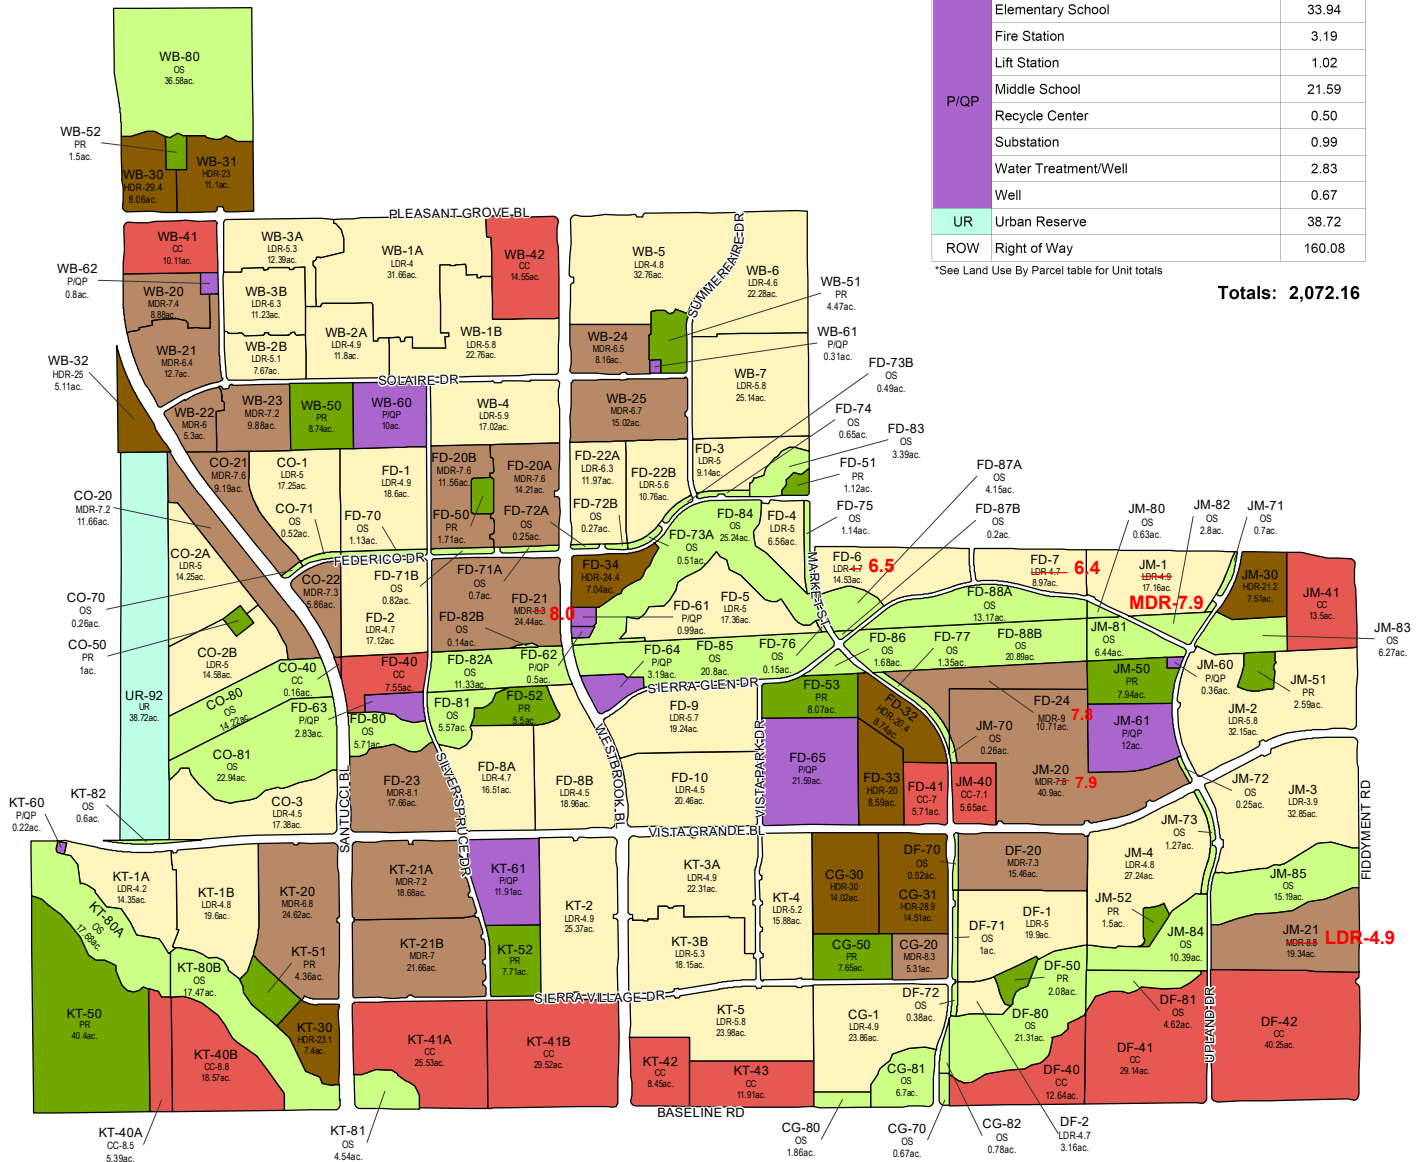 Elementary School 33.94
Fire Station 3.19
Lift Station 1.02
Middle School 21.59
P/QP
Recycle Center 0.50
Substation 0.99
Water Treatment/Well 2.83
Well 0.67
UR Urban Reserve 38.72
ROW Right of Way 160.08
*See Land Use By Parcel table for Unit totals
Totals: 2,072.16
WB-80
OS
36.58ac.
WB-52
PR
1.5ac.
WB-30
HDR-29.4
8.06ac.
WB-31
HDR-23
11.1ac.
PLEASANT GROVE BL
WB-41
CC
10.11ac.
WB-62
P/QP
0.8ac.
WB-20
MDR-7.4
8.88ac.
WB-21
MDR-6.4
12.7ac.
WB-3A
LDR-5.3
12.39ac.
WB-3B
LDR-6.3
11.23ac.
WB-2B
LDR-5.1
7.67ac.
WB-2A
LDR-4.9
11.8ac.
WB-1A
LDR-4
31.66ac.
WB-1B
LDR-5.8
22.76ac.
WB-42
CC
14.55ac.
WB-5
LDR-4.8
32.76ac.
SUMMERFAIRE DR
WB-6
LDR-4.6
22.28ac.
WB-51
PR
4.47ac.
WB-61
P/QP
0.31ac.
WB-24
MDR-6.5
8.16ac.
WB-7
LDR-5.8
25.14ac.
WB-32
HDR-25
5.11ac.
SOLAIRE DR
WB-22
MDR-6
5.3ac.
WB-23
MDR-7.2
9.88ac.
WB-50
PR
8.74ac.
WB-60
P/QP
10ac.
WB-4
LDR-5.9
17.02ac.
WB-25
MDR-6.7
15.02ac.
FD-73B
OS
0.49ac.
FD-74
OS
0.65ac.
FD-83
OS
3.39ac.
FD-51
PR
1.12ac.
FD-75
OS
1.14ac.
FD-87A
OS
4.15ac.
FD-87B
OS
0.2ac.
CO-20
MDR-7.2
11.66ac.
CO-21
MDR-7.6
9.19ac.
CO-1
LDR-5
17.25ac.
CO-71
OS
0.52ac.
FD-1
LDR-4.9
18.6ac.
FD-70
OS
1.13ac.
FD-20B
MDR-7.6
11.56ac.
FD-50
PR
1.71ac.
FD-20A
MDR-7.6
14.21ac.
FD-72A
OS
0.25ac.
FD-22A
LDR-6.3
11.97ac.
FD-72B
OS
0.27ac.
FD-22B
LDR-5.6
10.76ac.
FD-3
LDR-5
9.14ac.
FD-84
OS
25.24ac.
FD-4
LDR-5
6.56ac.
FD-73A
OS
0.51ac.
JM-80
OS
0.63ac.
JM-82
OS
2.8ac.
JM-71
OS
0.7ac.
CO-2A
LDR-5
14.25ac.
CO-70
OS
0.26ac.
CO-50
PR
1ac.
CO-2B
LDR-5
14.58ac.
FEDERICO DR
CO-22
MDR-7.3
5.86ac.
FD-71B
OS
0.82ac.
FD-2
LDR-4.7
17.12ac.
FD-71A
OS
0.7ac.
FD-82B
OS
0.14ac.
FD-21
MDR-8.3 8.0
24.44ac.
FD-34
HDR-24.4
7.04ac.
FD-61
P/QP
0.99ac.
FD-5
LDR-5
17.36ac.
MARKET ST
FD-6
LDR-4.7 6.5
14.53ac.
FD-7
LDR-4.7 6.4
8.97ac.
JM-1
LDR-4.9
17.16ac.
MDR-7.9
JM-30
HDR-21.2
7.51ac.
JM-41
CC
13.5ac.
JM-83
OS
6.27ac.
FD-88A
OS
13.17ac.
JM-81
OS
6.44ac.
UR-92
UR
38.72ac.
CO-40
CC
0.16ac.
CO-80
OS
14.22ac.
CO-81
OS
22.94ac.
FD-40
CC
7.55ac.
FD-63
P/QP
2.83ac.
FD-80
OS
5.71ac.
FD-82A
OS
11.33ac.
FD-81
OS
5.57ac.
FD-52
PR
5.5ac.
FD-62
P/QP
0.5ac.
FD-64
P/QP
3.19ac.
FD-85
OS
20.8ac.
FD-76
OS
0.15ac.
FD-86
OS
1.68ac.
FD-77
OS
1.35ac.
FD-88B
OS
20.89ac.
SIERRA GLEN DR
FD-9
LDR-5.7
19.24ac.
FD-53
PR
8.07ac.
FD-32
HDR-20.4
8.74ac.
FD-24
MDR-9 7.8
10.71ac.
JM-50
PR
7.94ac.
JM-60
P/QP
0.36ac.
JM-51
PR
2.59ac.
JM-2
LDR-5.8
32.15ac.
JM-61
P/QP
12ac.
JM-70
OS
0.26ac.
FD-65
P/QP
21.59ac.
FD-33
HDR-20
8.59ac.
FD-41
CC-7
5.71ac.
JM-40
CC-7.1
5.65ac.
JM-20
MDR-7.8 7.9
40.9ac.
JM-72
OS
0.25ac.
JM-3
LDR-3.9
32.85ac.
JM-73
OS
1.27ac.
FIDDYMENT RD
SANTUCCI BL
FD-23
MDR-8.1
17.66ac.
SILVER SPRUCE DR
FD-8A
LDR-4.7
16.51ac.
FD-8B
LDR-4.5
18.96ac.
WESTBROOK BL
FD-10
LDR-4.5
20.46ac.
VISTA PARK DR
VISTA GRANDE BL
CO-3
LDR-4.5
17.38ac.
KT-60
P/QP
0.22ac.
KT-82
OS
0.6ac.
KT-1A
LDR-4.2
14.35ac.
KT-1B
LDR-4.8
19.6ac.
KT-80A
OS
17.68ac.
KT-80B
OS
17.47ac.
KT-20
MDR-6.8
24.62ac.
KT-51
PR
4.36ac.
KT-21A
MDR-7.2
18.68ac.
KT-21B
MDR-7
21.66ac.
KT-61
P/QP
11.91ac.
KT-52
PR
7.71ac.
KT-2
LDR-4.9
25.37ac.
KT-3A
LDR-4.9
22.31ac.
KT-3B
LDR-5.3
18.15ac.
KT-4
LDR-5.2
15.88ac.
CG-30
HDR-30
14.02ac.
DF-70
OS
0.52ac.
CG-31
HDR-28.9
14.51ac.
CG-50
PR
7.65ac.
CG-20
MDR-8.3
5.31ac.
DF-20
MDR-7.3
15.46ac.
DF-71
OS
1ac.
DF-1
LDR-5
19.9ac.
JM-4
LDR-4.8
27.24ac.
JM-52
PR
1.5ac.
JM-84
OS
10.39ac.
JM-85
OS
15.19ac.
JM-21
MDR-8.8 LDR-4.9
19.34ac.
DF-50
PR
2.08ac.
DF-72
OS
0.38ac.
DF-80
OS
21.31ac.
DF-81
OS
4.62ac.
DF-41
CC
29.14ac.
DF-40
CC
12.64ac.
UPLAND DR
DF-42
CC
40.25ac.
SIERRA VILLAGE DR
KT-50
PR
40.4ac.
KT-40B
CC-8.8
18.57ac.
KT-30
HDR-23.1
7.4ac.
KT-41A
CC
25.53ac.
KT-41B
CC
29.52ac.
KT-5
LDR-5.8
23.98ac.
KT-42
CC
8.45ac.
KT-43
CC
11.91ac.
CG-1
LDR-4.9
23.86ac.
CG-81
OS
6.7ac.
BASELINE RD
KT-40A
CC-8.5
5.39ac.
KT-81
OS
4.54ac.
CG-80
OS
1.86ac.
CG-70
OS
0.67ac.
CG-82
OS
0.78ac.
DF-2
LDR-4.7
3.16ac.